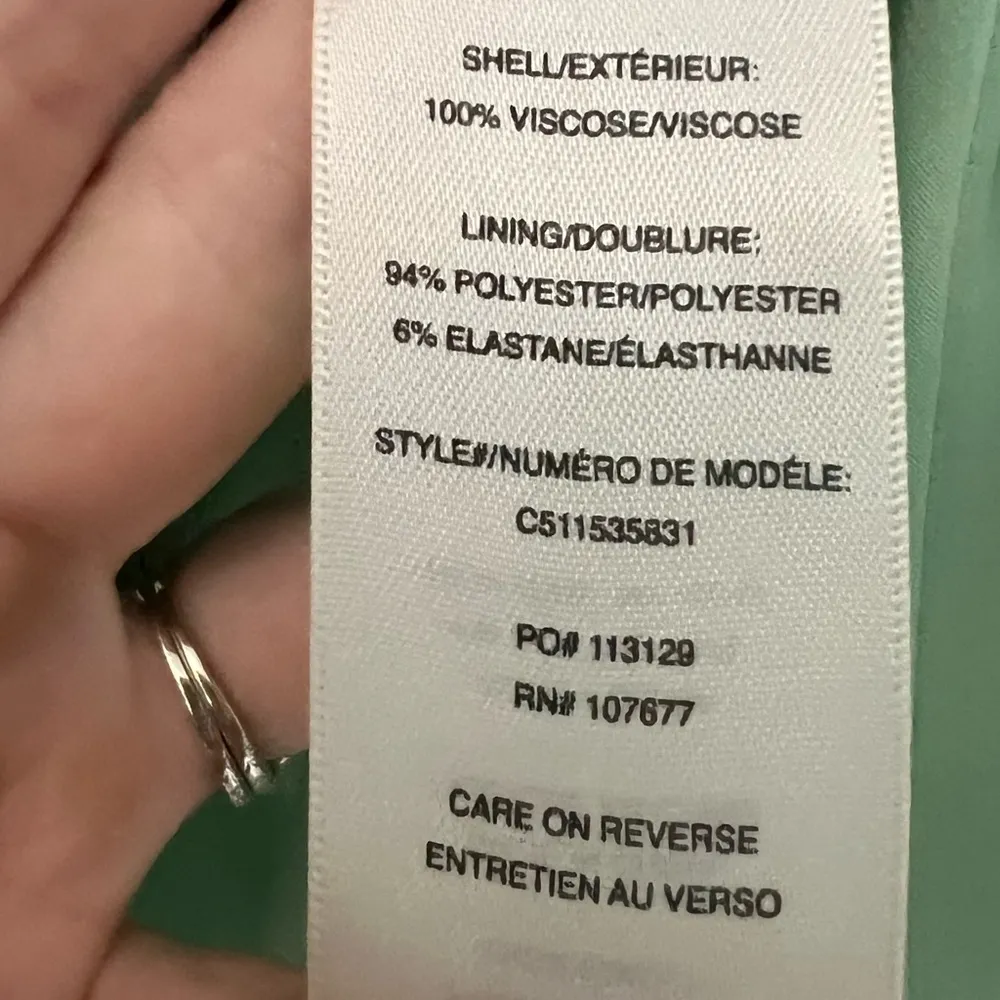 SHELL/EXTÉRIEUR:
100% VISCOSE/VISCOSE
LINING/DOUBLURE:
94% POLYESTER/POLYESTER
6% ELASTANE/ÉLASTHANNE
STYLE#/NUMÉRO DE MODÉLE:
C511535831
PO# 113129
RN# 107677
CARE ON REVERSE
ENTRETIEN AU VERSO